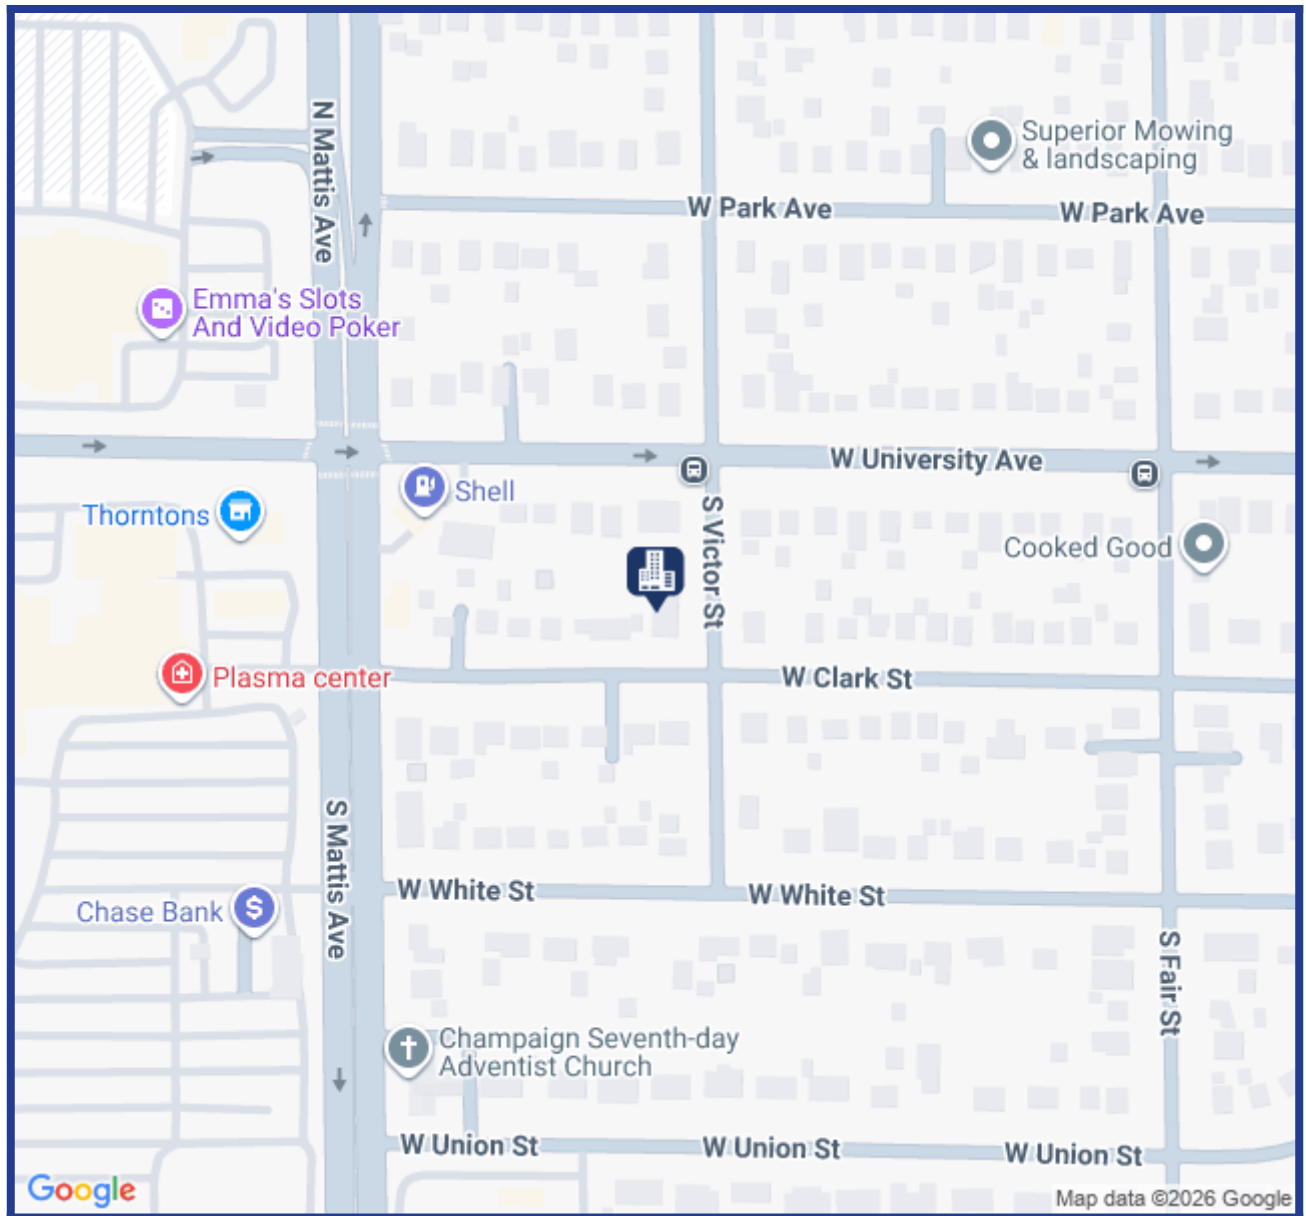 N Mattis Ave
Superior Mowing
& landscaping
W Park Ave
W Park Ave
Emma's Slots
And Video Poker
W University Ave
Shell
Thorntons
S Victor St
Cooked Good
Plasma center
W Clark St
S Mattis Ave
W White St
W White St
Chase Bank
$
S Fair St
Champaign Seventh-day
Adventist Church
W Union St
W Union St
W Union St
Google
Map data ©2026 Google